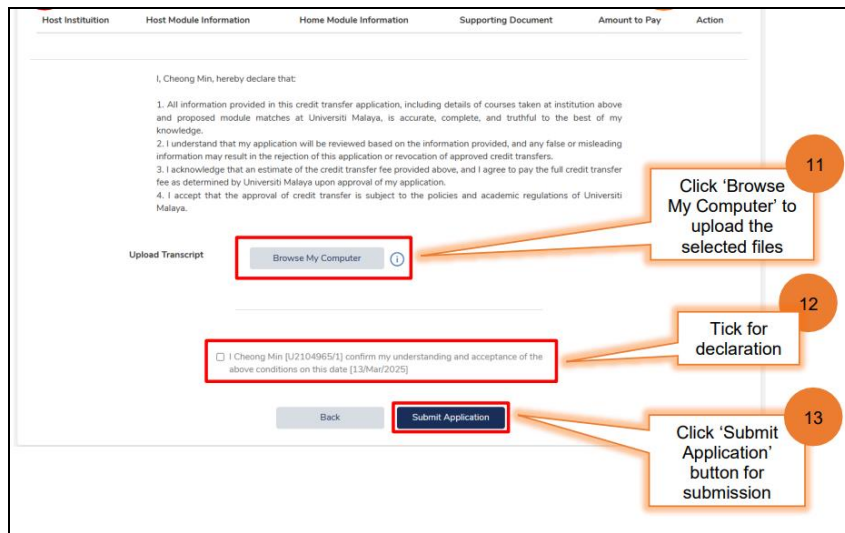 Host Instituition Host Module Information Home Module Information Supporting Document Amount to Pay Action
I, Cheong Min, hereby declare that:
1. All information provided in this credit transfer application, including details of courses taken at institution above
and proposed module matches at Universiti Malaya, is accurate, complete, and truthful to the best of my
knowledge.
2. I understand that my application will be reviewed based on the information provided, and any false or misleading
information may result in the rejection of this application or revocation of approved credit transfers.
3. I acknowledge that an estimate of the credit transfer fee provided above, and I agree to pay the full credit transfer
fee as determined by Universiti Malaya upon approval of my application.
4. I accept that the approval of credit transfer is subject to the policies and academic regulations of Universiti
Malaya.
11
Click ‘Browse
My Computer’ to
upload the
selected files
Upload Transcript
Browse My Computer
i
12
Tick for
declaration
I Cheong Min [U2104965/1] confirm my understanding and acceptance of the
above conditions on this date [13/Mar/2025]
Back
Submit Application
13
Click ‘Submit
Application’
button for
submission